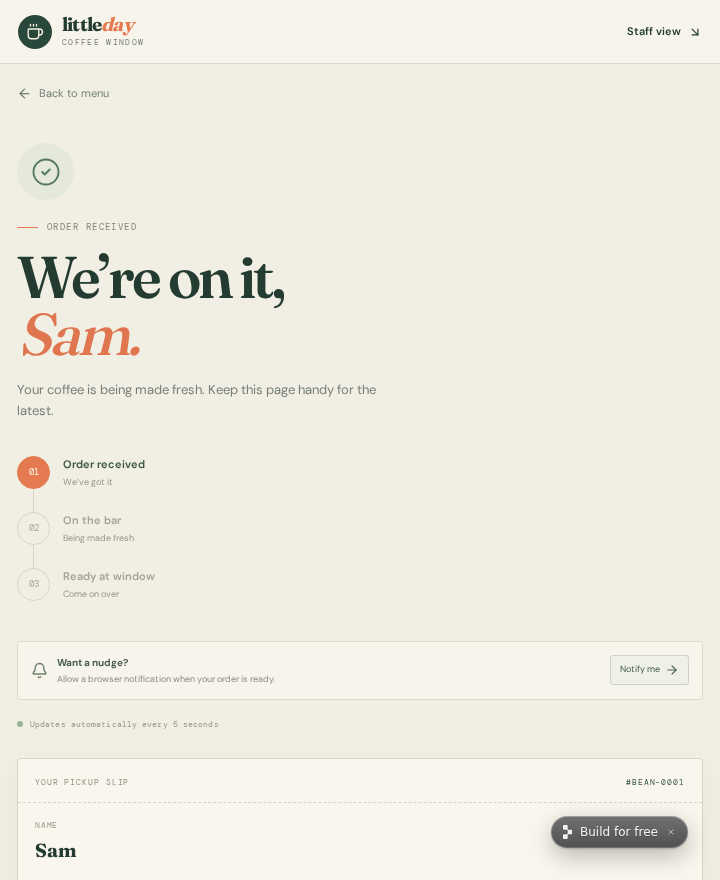 littleday
COFFEE WINDOW
Staff view
Back to menu
ORDER RECEIVED
We’re on it,
Sam.
Your coffee is being made fresh. Keep this page handy for the
latest.
01
Order received
We’ve got it
02
On the bar
Being made fresh
03
Ready at window
Come on over
Want a nudge?
Allow a browser notification when your order is ready.
Notify me
Updates automatically every 5 seconds
YOUR PICKUP SLIP
#BEAN-0001
NAME
Sam
Build for free ×